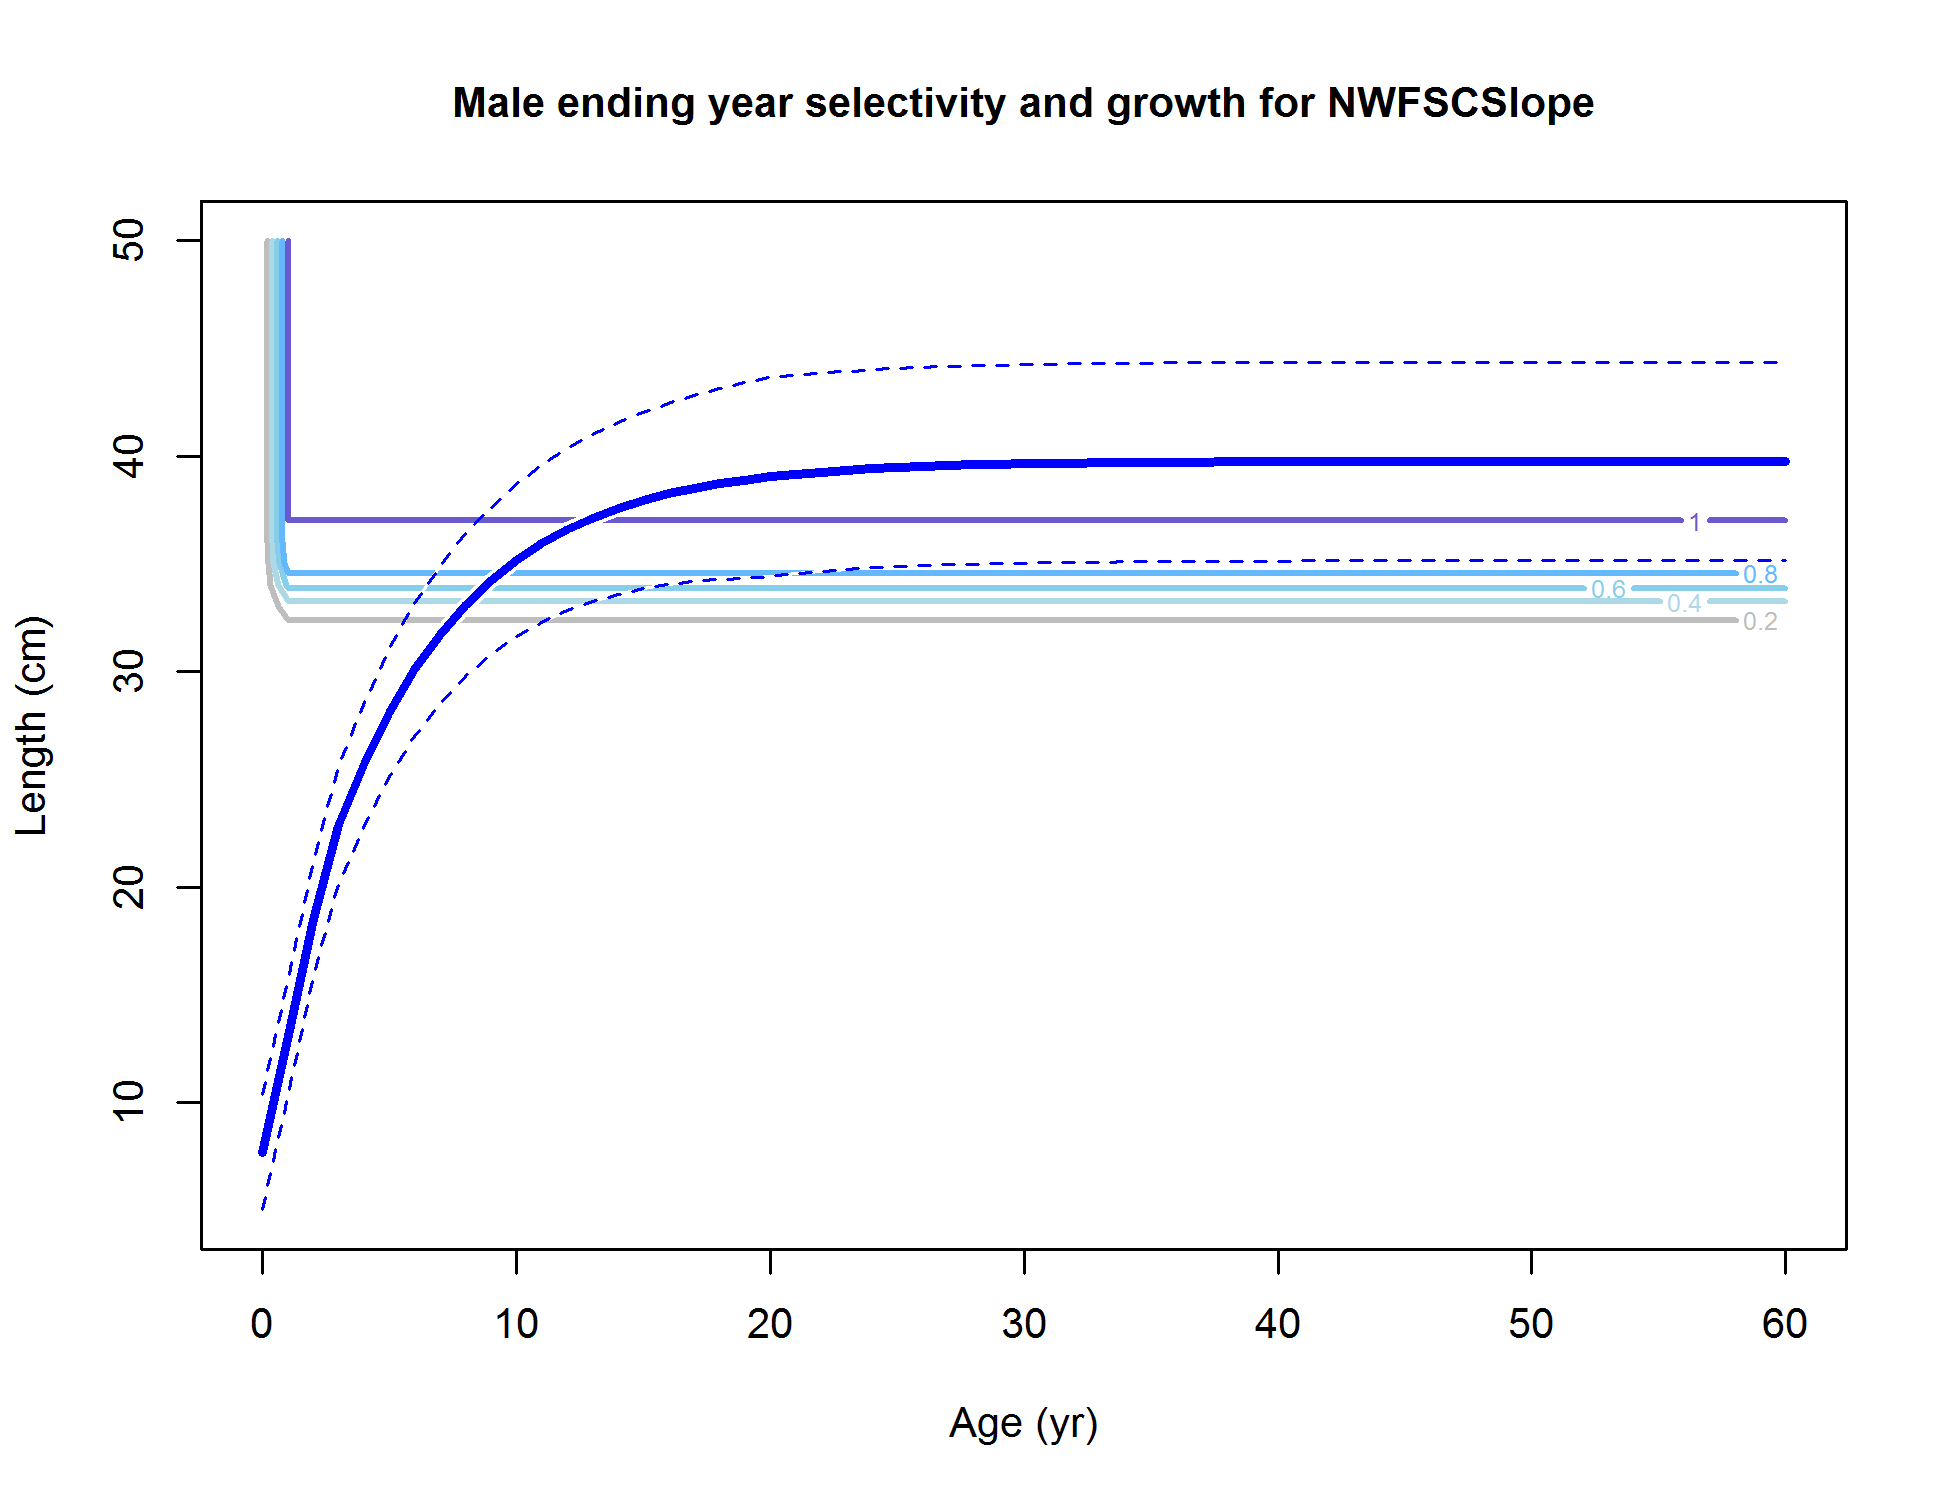 Male ending year selectivity and growth for NWFSCSlope
Length (cm)
50
40
30
20
10
1
0.8
0.6
0.4
0.2
0 10 20 30 40 50 60
Age (yr)